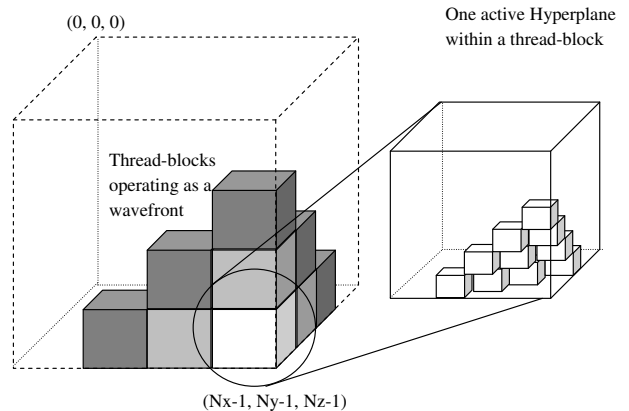 (0, 0, 0)
One active Hyperplane
within a thread-block
Thread-blocks
operating as a
wavefront
(Nx-1, Ny-1, Nz-1)